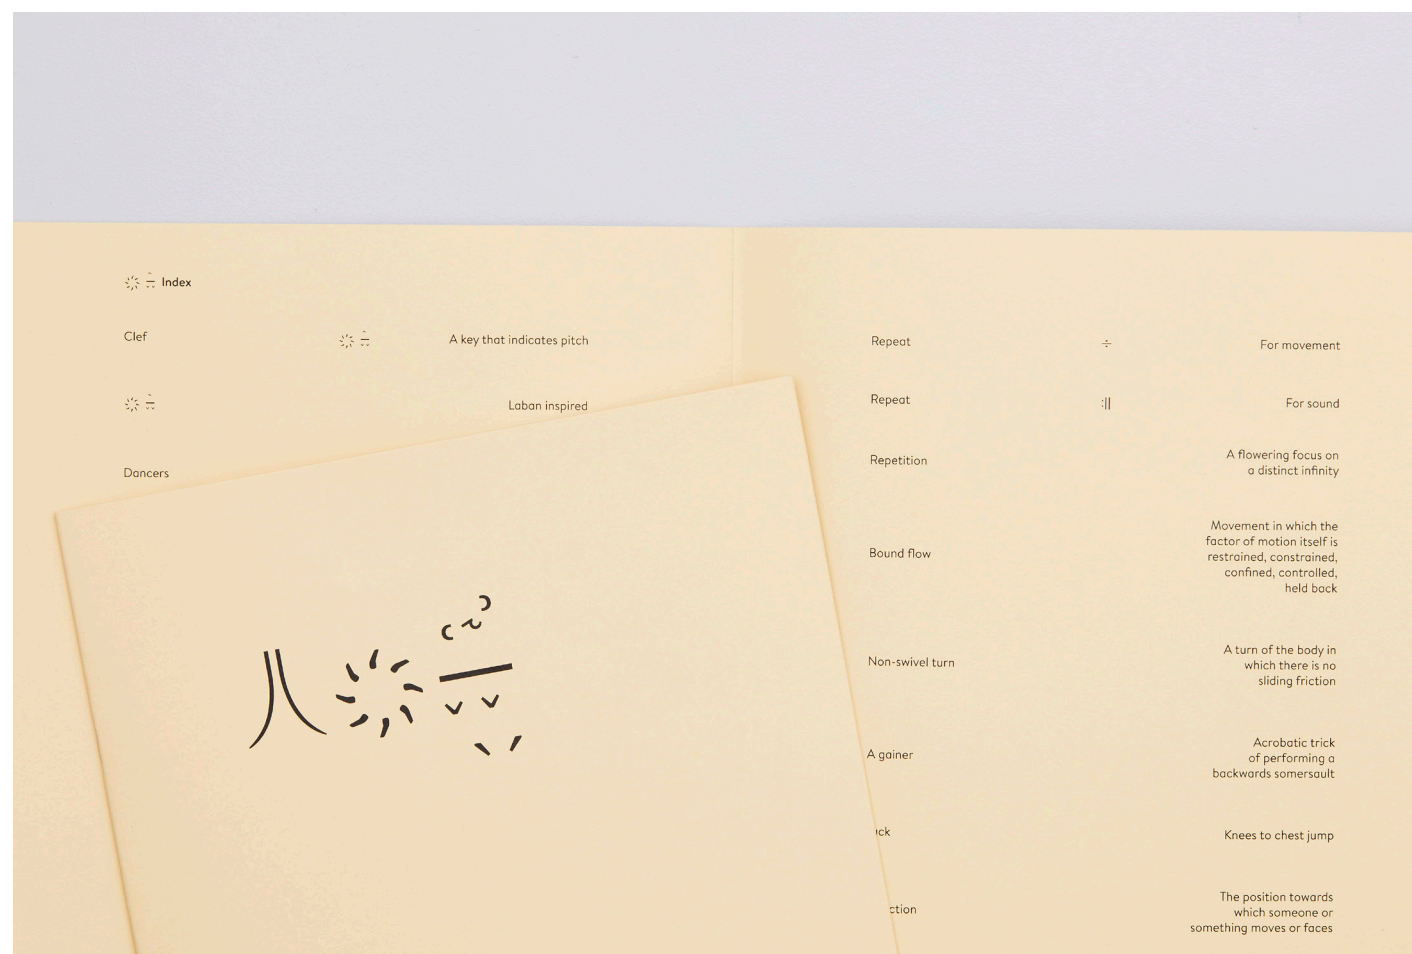 Index
Clef
A key that indicates pitch
Laban inspired
Dancers
Repeat
÷
For movement
Repeat
:||
For sound
Repetition
A flowering focus on
a distinct infinity
Bound flow
Movement in which the
factor of motion itself is
restrained, constrained,
confined, controlled,
held back
Non-swivel turn
A turn of the body in
which there is no
sliding friction
A gainer
Acrobatic trick
of performing a
backwards somersault
Knees to chest jump
The position towards
which someone or
something moves or faces